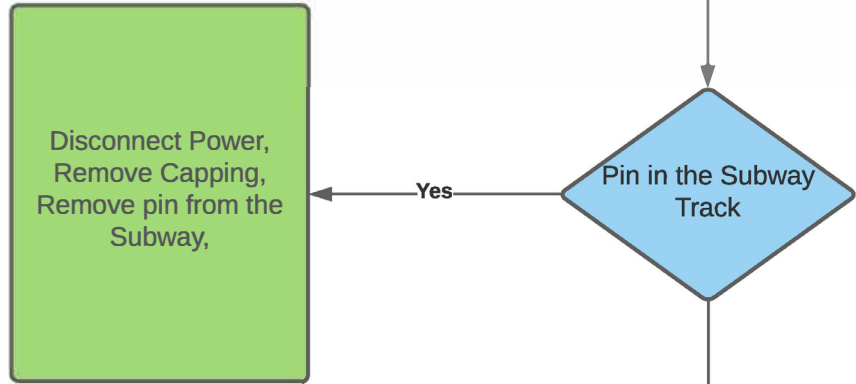 Disconnect Power,
Remove Capping,
Remove pin from the
Subway,
Yes
Pin in the Subway
Track